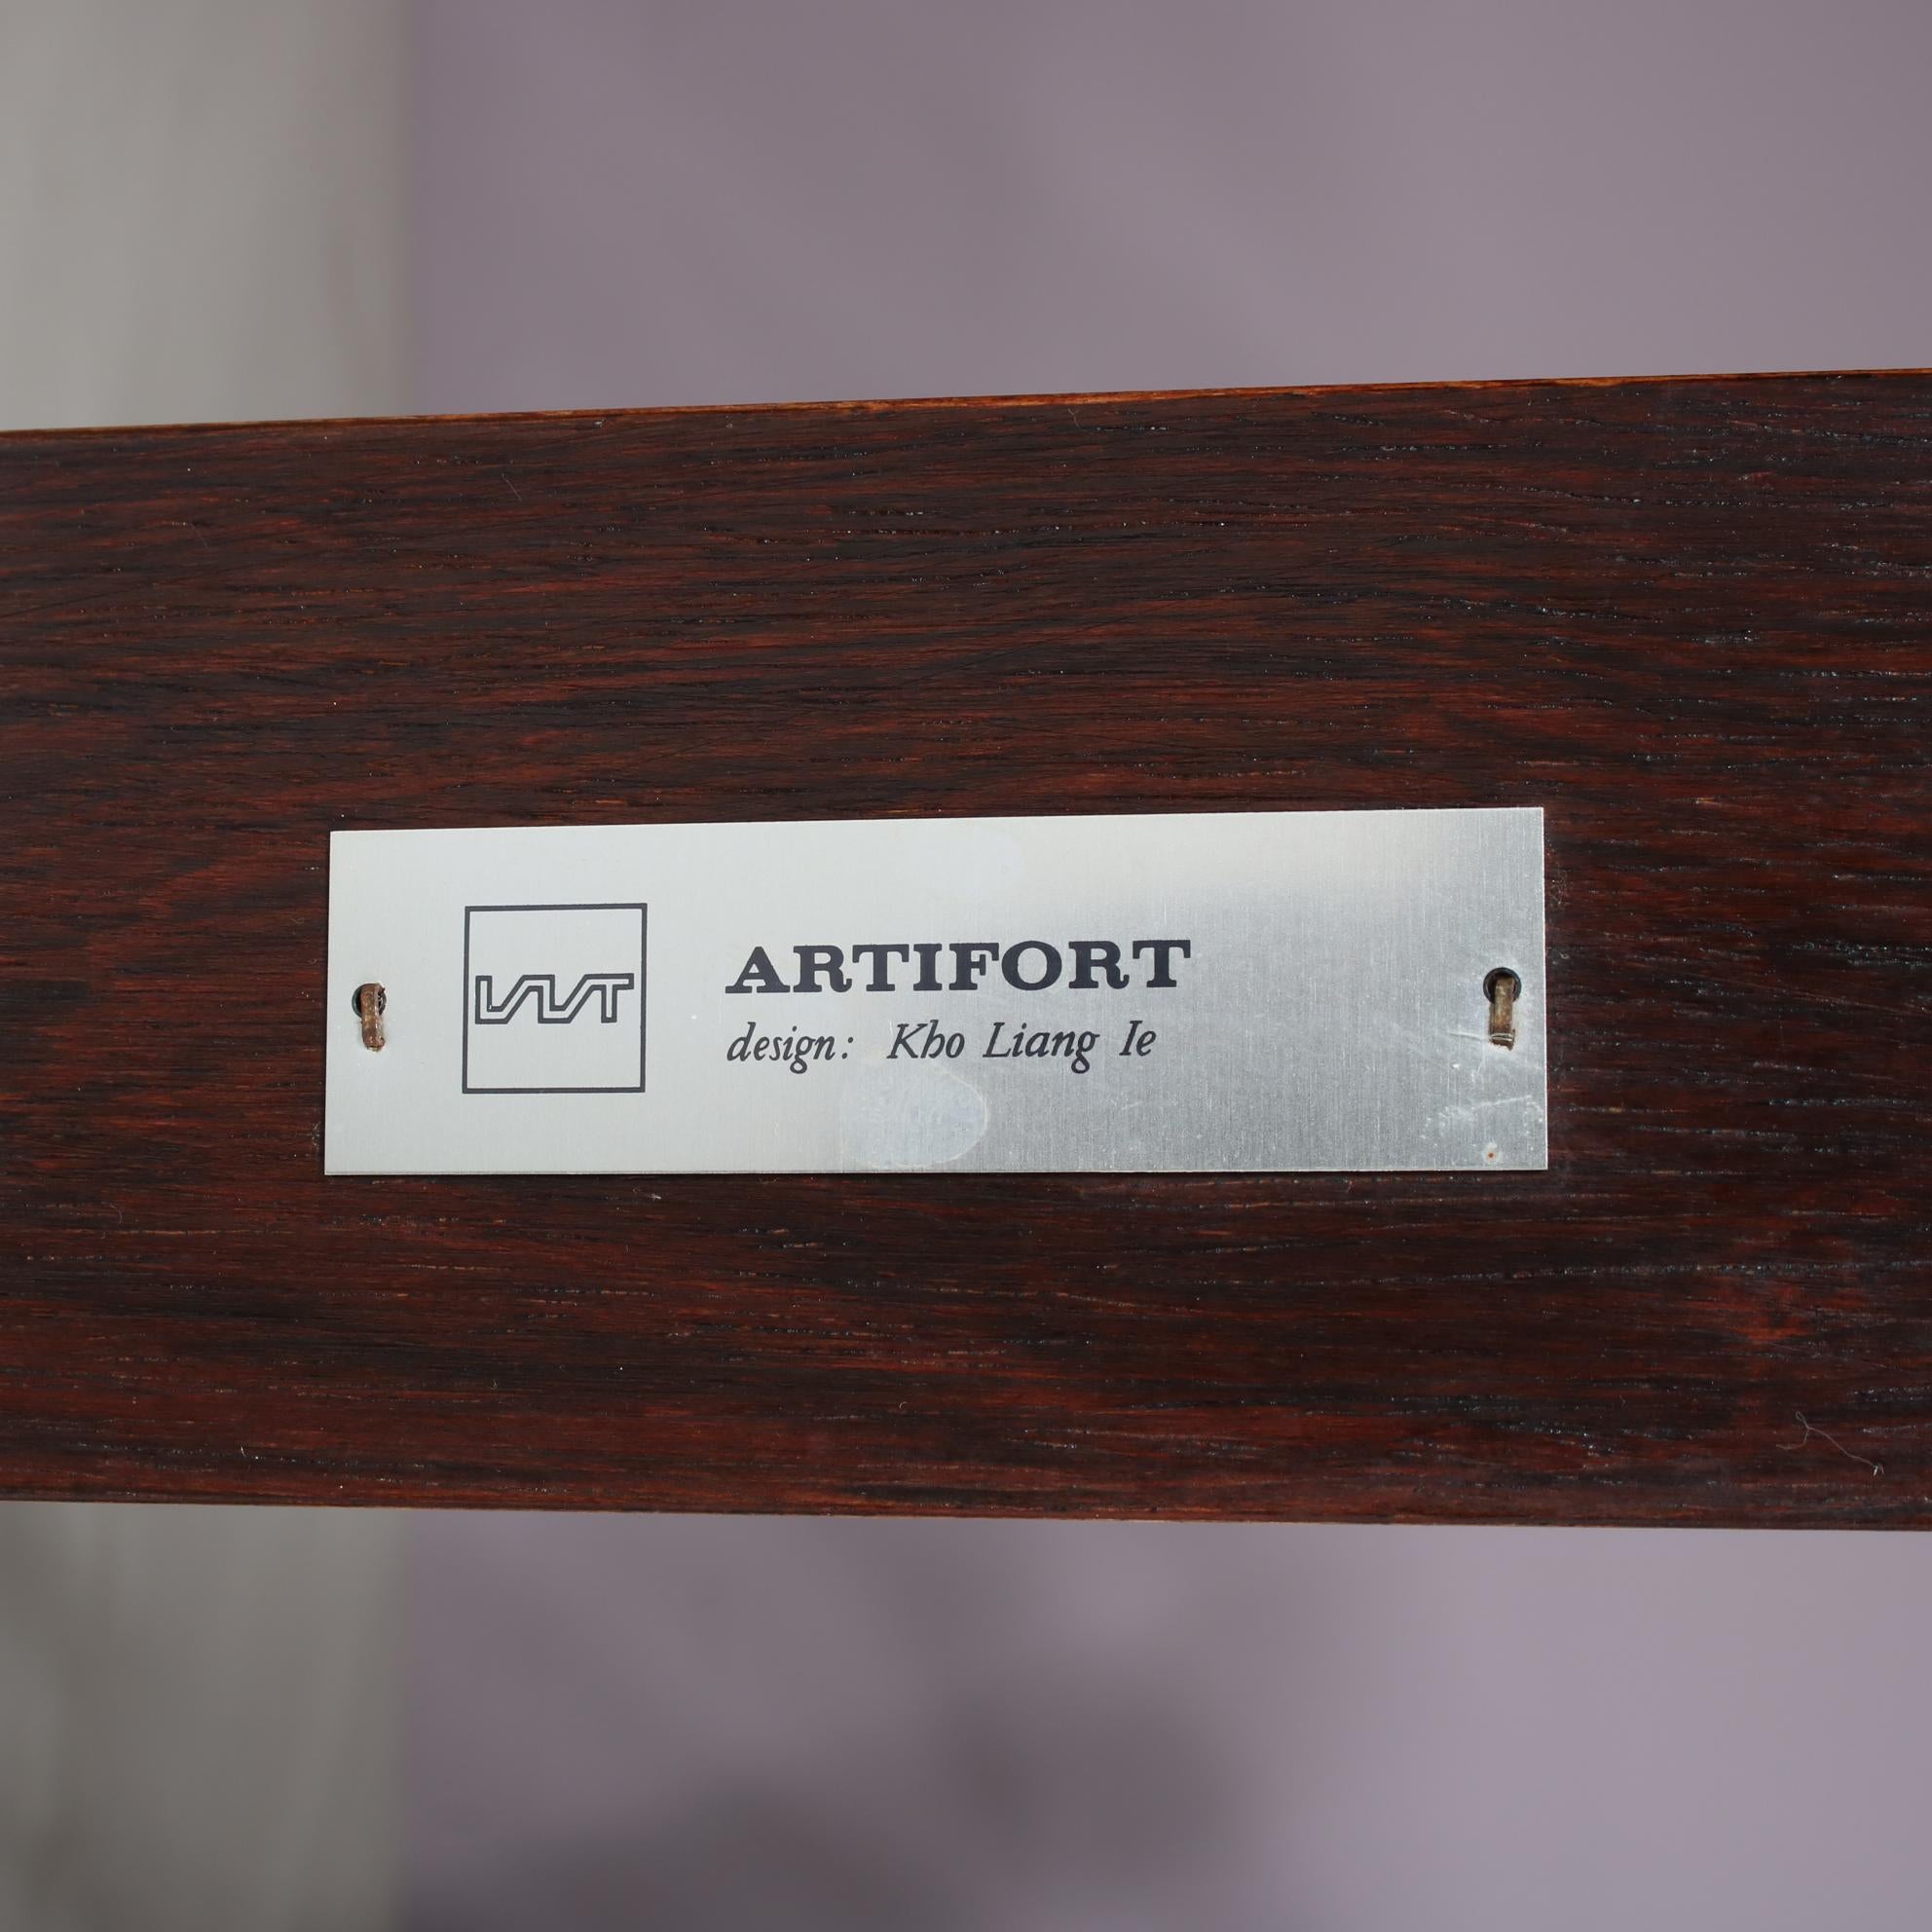 ARTIFORT
design: Kho Liang Ie